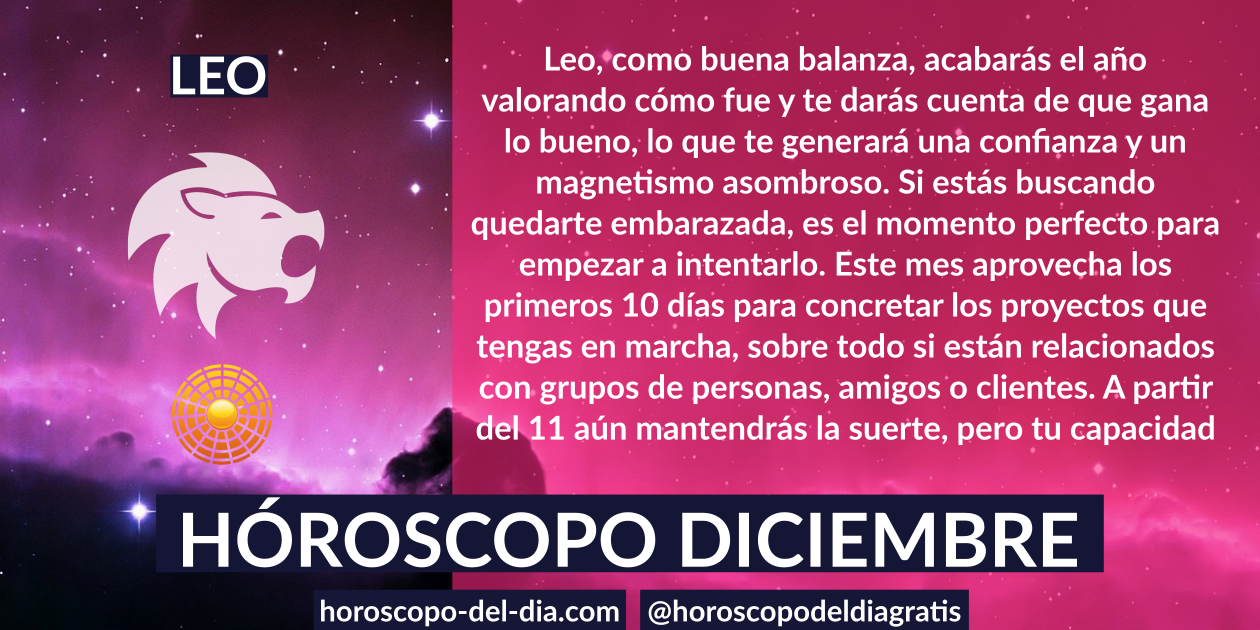 LEO
Leo, como buena balanza, acabarás el año
valorando cómo fue y te darás cuenta de que gana
lo bueno, lo que te generará una confianza y un
magnetismo asombroso. Si estás buscando
quedarte embarazada, es el momento perfecto para
empezar a intentarlo. Este mes aprovecha los
primeros 10 días para concretar los proyectos que
tengas en marcha, sobre todo si están relacionados
con grupos de personas, amigos o clientes. A partir
del 11 aún mantendrás la suerte, pero tu capacidad
HÓROSCOPO DICIEMBRE
horoscopo-del-dia.com
@horoscopodeldiagratis